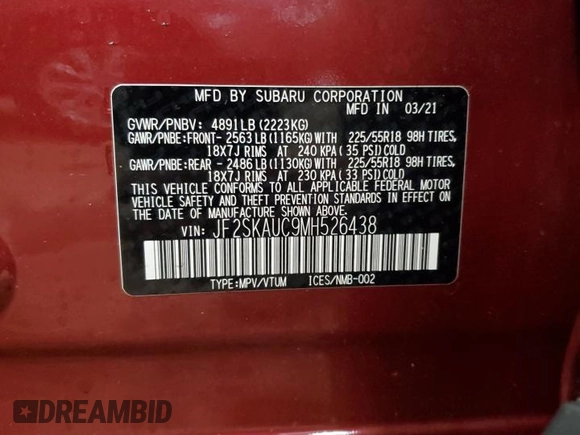 MFD BY SUBARU CORPORATION
MFD IN 03/21
GVWR/PNBV: 4891LB(2223KG)
GAWR/PNBE:FRONT- 2563LB(1165KG)WITH 225/55R18 98H TIRES,
18X7J RIMS AT 240 KPA(35 PSI)COLD
GAWR/PNBE:REAR -2486LB(1130KG)WITH 225/55R18 98H TIRES,
18X7J RIMS AT 230 KPA(33 PSI)COLD
THIS VEHICLE CONFORMS TO ALL APPLICABLE FEDERAL MOTOR
VEHICLE SAFETY AND THEFT PREVENTION STANDARDS IN EFFECT
ON THE DATE OF MANUFACTURE SHOWN ABOVE.
VIN: JF2SKAUC9MH526438
TYPE:MPV/VTUM ICES/NMB-002
DREAMBID